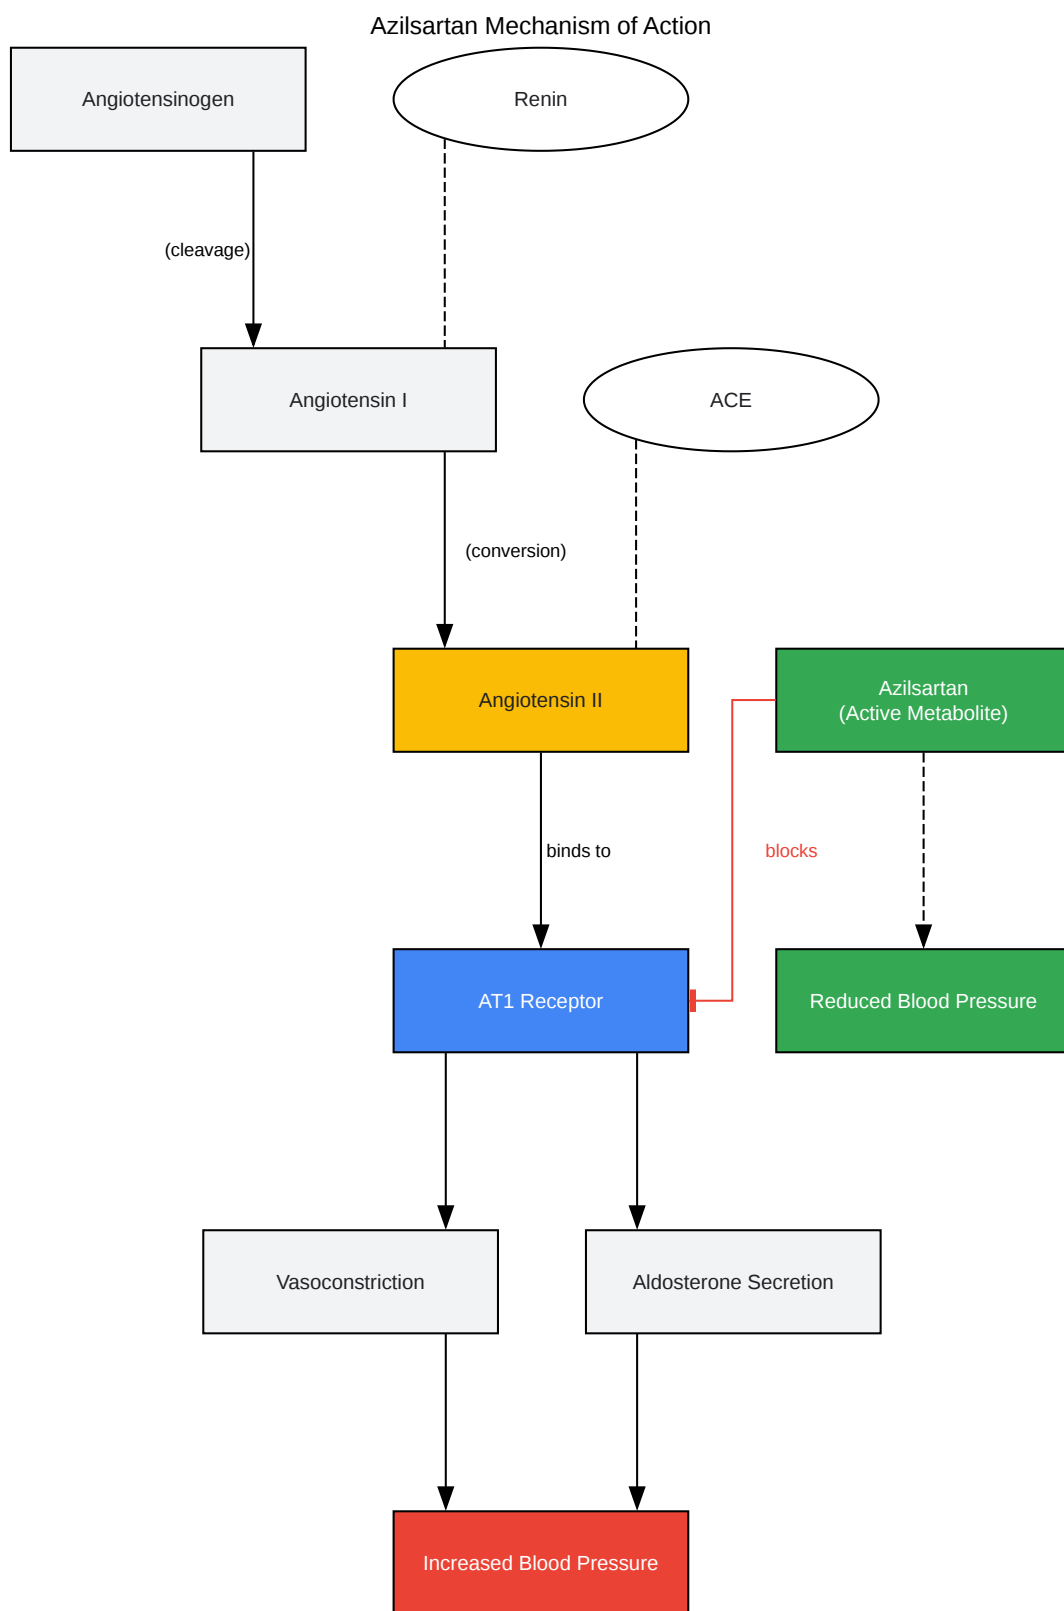 Azilsartan Mechanism of Action
Angiotensinogen
Renin
(cleavage)
Angiotensin I
ACE
(conversion)
Angiotensin II
Azilsartan
(Active Metabolite)
binds to
blocks
AT1 Receptor
Reduced Blood Pressure
Vasoconstriction
Aldosterone Secretion
Increased Blood Pressure